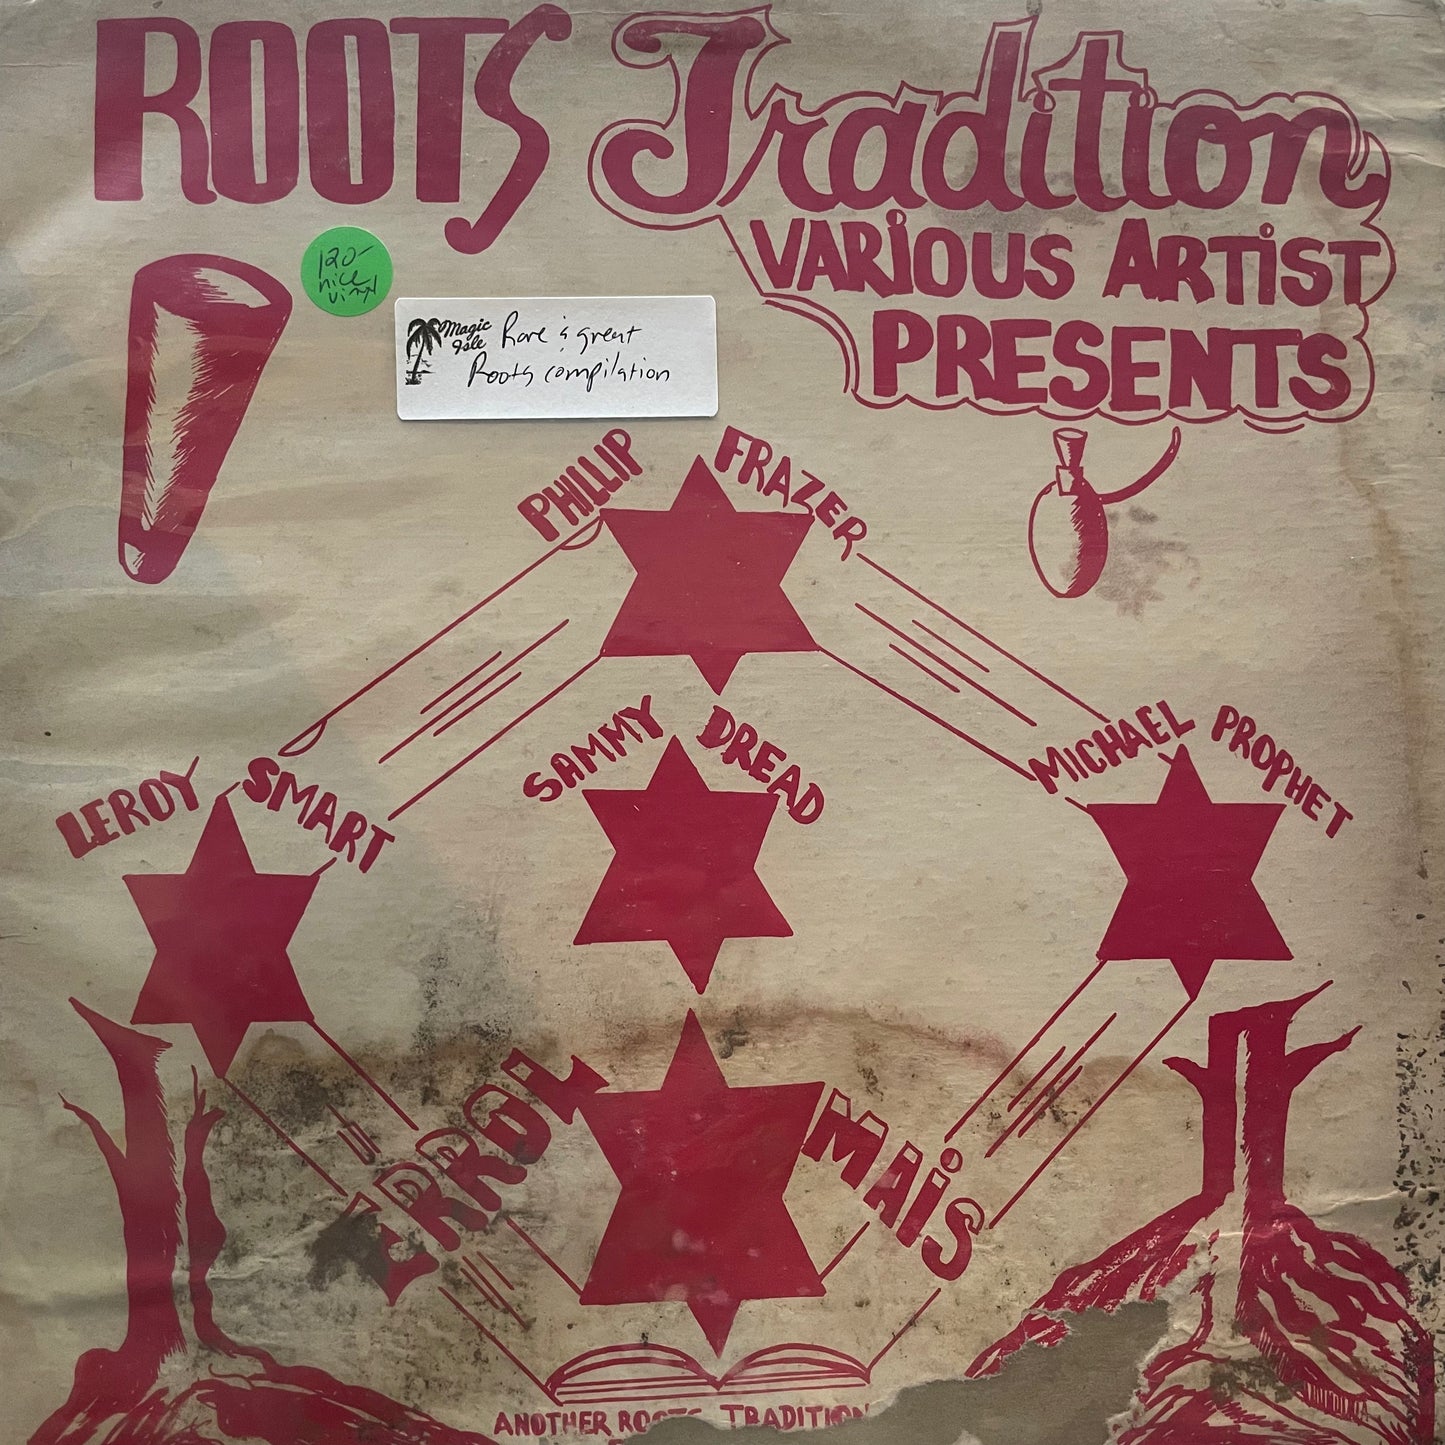 ROOTS Tradition
VARiOUS ARTiST
PRESENTS
120-
nice
vinyl
Magic
Isle
Rare & great
Roots compilation
PHILLIP FRAZER
SAMMY DREAD
MICHAEL PROPHET
LEROY SMART
ERROL MAiS
ANOTHER ROOTS TRADITION